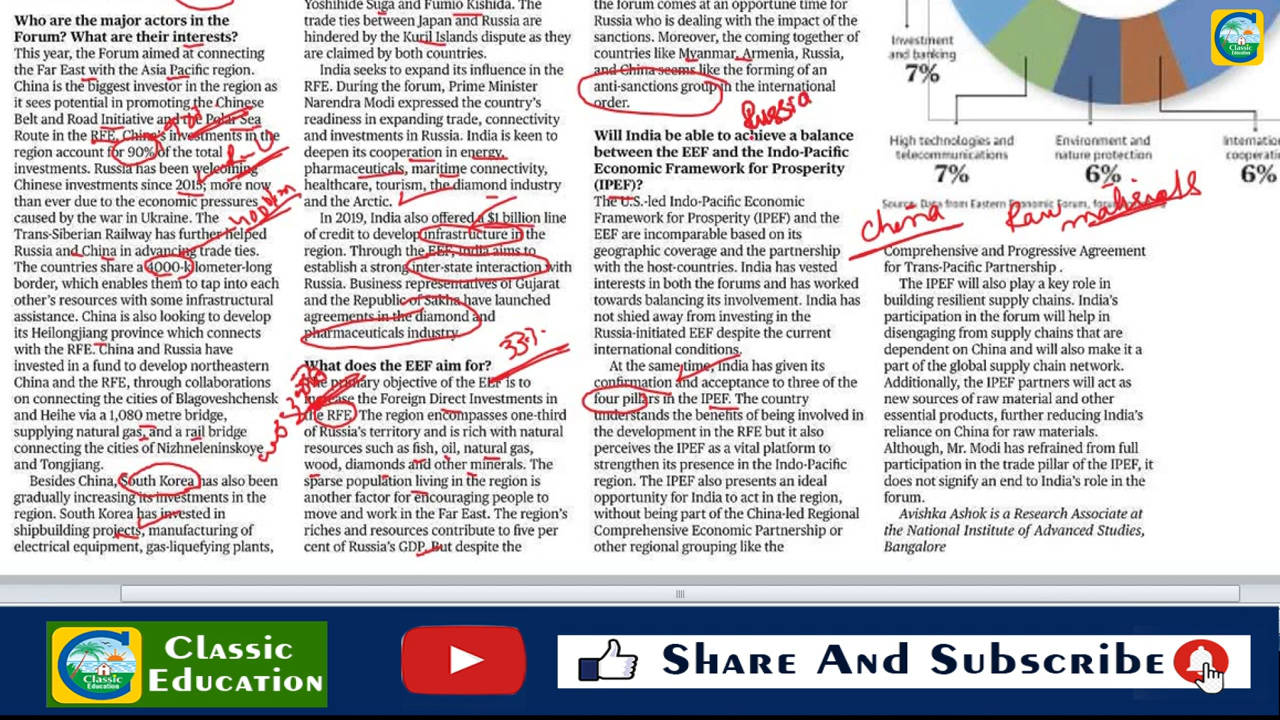 Who are the major actors in the
Forum? What are their interests?
This year, the Forum aimed at connecting
the Far East with the Asia Pacific region.
China is the biggest investor in the region as
it sees potential in promoting the Chinese
Belt and Road Initiative and the Polar Sea
Route in the RFE. China's investments in the
region account for 90% of the total
investments. Russia has been welcoming
Chinese investments since 2015; more now
than ever due to the economic pressures
caused by the war in Ukraine. The
Trans-Siberian Railway has further helped
Russia and China in advancing trade ties.
The countries share a 4000-kilometer-long
border, which enables them to tap into each
other's resources with some infrastructural
assistance. China is also looking to develop
its Heilongjiang province which connects
with the RFE. China and Russia have
invested in a fund to develop northeastern
China and the RFE, through collaborations
on connecting the cities of Blagoveshchensk
and Heihe via a 1,080 metre bridge,
supplying natural gas, and a rail bridge
connecting the cities of Nizhneleninskoye
and Tongjiang.
Besides China, South Korea has also been
gradually increasing its investments in the
region. South Korea has invested in
shipbuilding projects, manufacturing of
electrical equipment, gas-liquefying plants,
Yoshihide Suga and Fumio Kishida. The
trade ties between Japan and Russia are
hindered by the Kuril Islands dispute as they
are claimed by both countries.
India seeks to expand its influence in the
RFE. During the forum, Prime Minister
Narendra Modi expressed the country's
readiness in expanding trade, connectivity
and investments in Russia. India is keen to
deepen its cooperation in energy,
pharmaceuticals, maritime connectivity,
healthcare, tourism, the diamond industry
and the Arctic.
In 2019, India also offered a $1 billion line
of credit to develop infrastructure in the
region. Through the EEF, India aims to
establish a strong inter-state interaction with
Russia. Business representatives of Gujarat
and the Republic of Sakha have launched
agreements in the diamond and
pharmaceuticals industry.
33%
What does the EEF aim for?
The primary objective of the EEF is to
increase the Foreign Direct Investments in
the RFE. The region encompasses one-third
of Russia's territory and is rich with natural
resources such as fish, oil, natural gas,
wood, diamonds and other minerals. The
sparse population living in the region is
another factor for encouraging people to
move and work in the Far East. The region's
riches and resources contribute to five per
cent of Russia's GDP. But despite the
the forum comes at an opportune time for
Russia who is dealing with the impact of the
sanctions. Moreover, the coming together of
countries like Myanmar, Armenia, Russia,
and China seems like the forming of an
anti-sanctions group in the international
order.
Russia
Will India be able to achieve a balance
between the EEF and the Indo-Pacific
Economic Framework for Prosperity
(IPEF)?
The U.S.-led Indo-Pacific Economic
Framework for Prosperity (IPEF) and the
EEF are incomparable based on its
geographic coverage and the partnership
with the host-countries. India has vested
interests in both the forums and has worked
towards balancing its involvement. India has
not shied away from investing in the
Russia-initiated EEF despite the current
international conditions.
At the same time, India has given its
confirmation and acceptance to three of the
four pillars in the IPEF. The country
understands the benefits of being involved in
the development in the RFE but it also
perceives the IPEF as a vital platform to
strengthen its presence in the Indo-Pacific
region. The IPEF also presents an ideal
opportunity for India to act in the region,
without being part of the China-led Regional
Comprehensive Economic Partnership or
other regional grouping like the
Investment
and banking
7%
High technologies and
telecommunications
7%
Environment and
nature protection
6%
Internatio
cooperati
6%
Source: Data from Eastern Economic Forum, foru
China
Raw materials
Comprehensive and Progressive Agreement
for Trans-Pacific Partnership .
The IPEF will also play a key role in
building resilient supply chains. India's
participation in the forum will help in
disengaging from supply chains that are
dependent on China and will also make it a
part of the global supply chain network.
Additionally, the IPEF partners will act as
new sources of raw material and other
essential products, further reducing India's
reliance on China for raw materials.
Although, Mr. Modi has refrained from full
participation in the trade pillar of the IPEF, it
does not signify an end to India's role in the
forum.
Avishka Ashok is a Research Associate at
the National Institute of Advanced Studies,
Bangalore
Classic
Education
Classic
Education
Classic
Education
Share And Subscribe